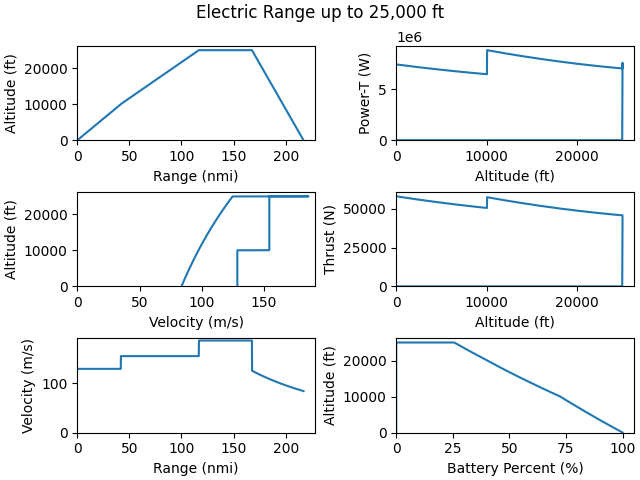 Electric Range up to 25,000 ft
Altitude (ft)
20000
10000
0
0 50 100 150 200
Range (nmi)
1e6
Power-T (W)
5
0
0 10000 20000
Altitude (ft)
Altitude (ft)
20000
10000
0
0 50 100 150
Velocity (m/s)
Thrust (N)
50000
25000
0
0 10000 20000
Altitude (ft)
Velocity (m/s)
100
0
0 50 100 150 200
Range (nmi)
Altitude (ft)
20000
10000
0
0 25 50 75 100
Battery Percent (%)